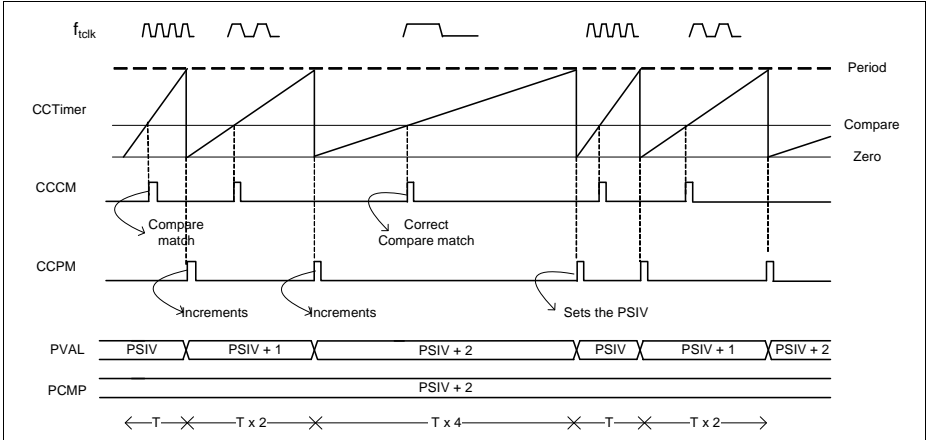 ftclk
Period
CCTimer
Compare
Zero
CCCM
Compare
match
Correct
Compare match
CCPM
Increments
Increments
Sets the PSIV
PVAL PSIV PSIV + 1 PSIV + 2 PSIV PSIV + 1 PSIV + 2
PCMP PSIV + 2
T T x 2 T x 4 T T x 2